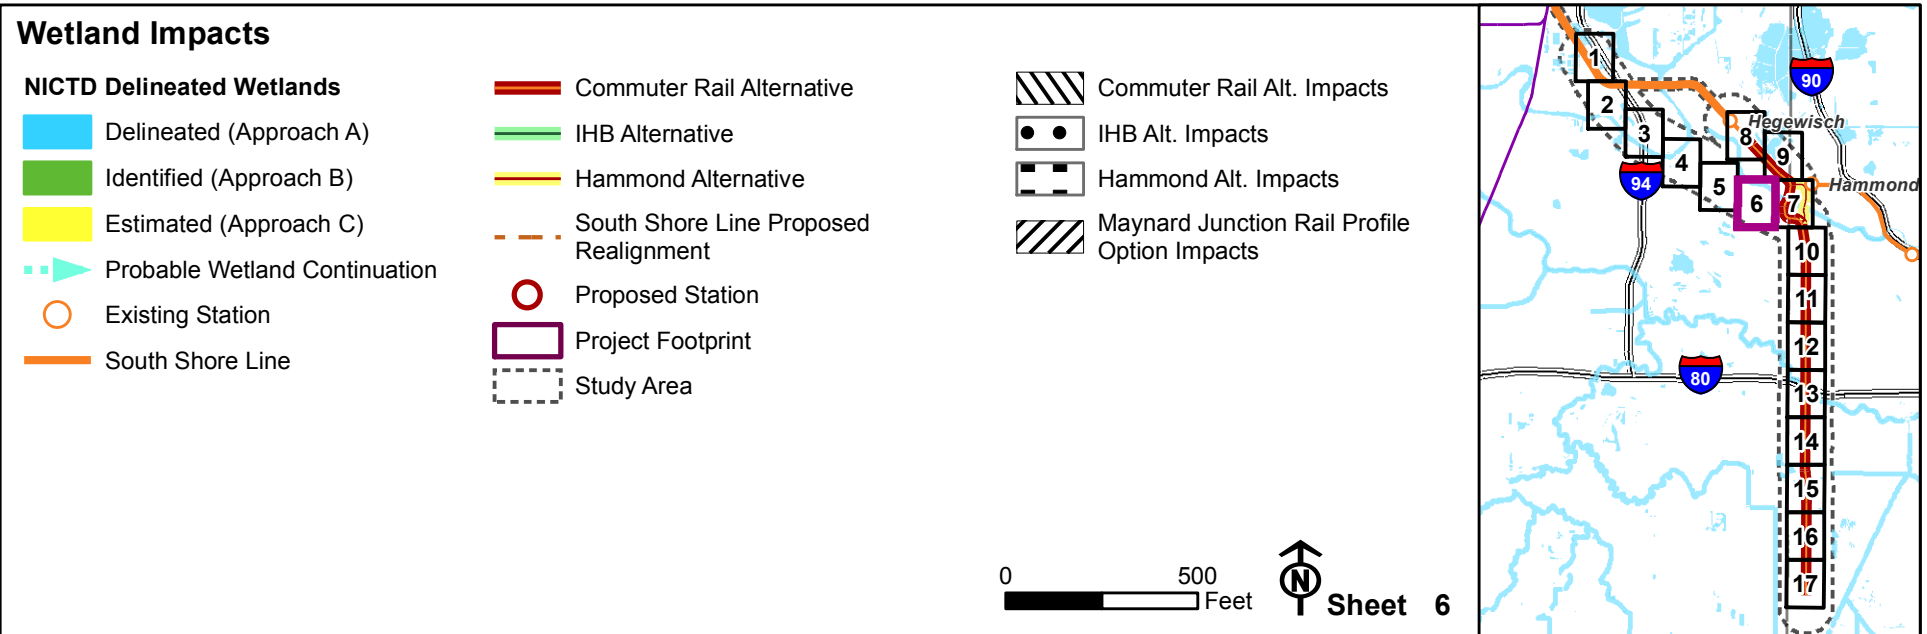 Wetland Impacts
NICTD Delineated Wetlands
Delineated (Approach A)
Identified (Approach B)
Estimated (Approach C)
Probable Wetland Continuation
Existing Station
South Shore Line
Commuter Rail Alternative
IHB Alternative
Hammond Alternative
South Shore Line Proposed
Realignment
Proposed Station
Project Footprint
Study Area
Commuter Rail Alt. Impacts
IHB Alt. Impacts
Hammond Alt. Impacts
Maynard Junction Rail Profile
Option Impacts
0 500
Feet
N
Sheet 6
1
90
2
Hegewisch
3
8
4
9
94
5
Hammond
6
7
10
11
12
80
13
14
15
16
17